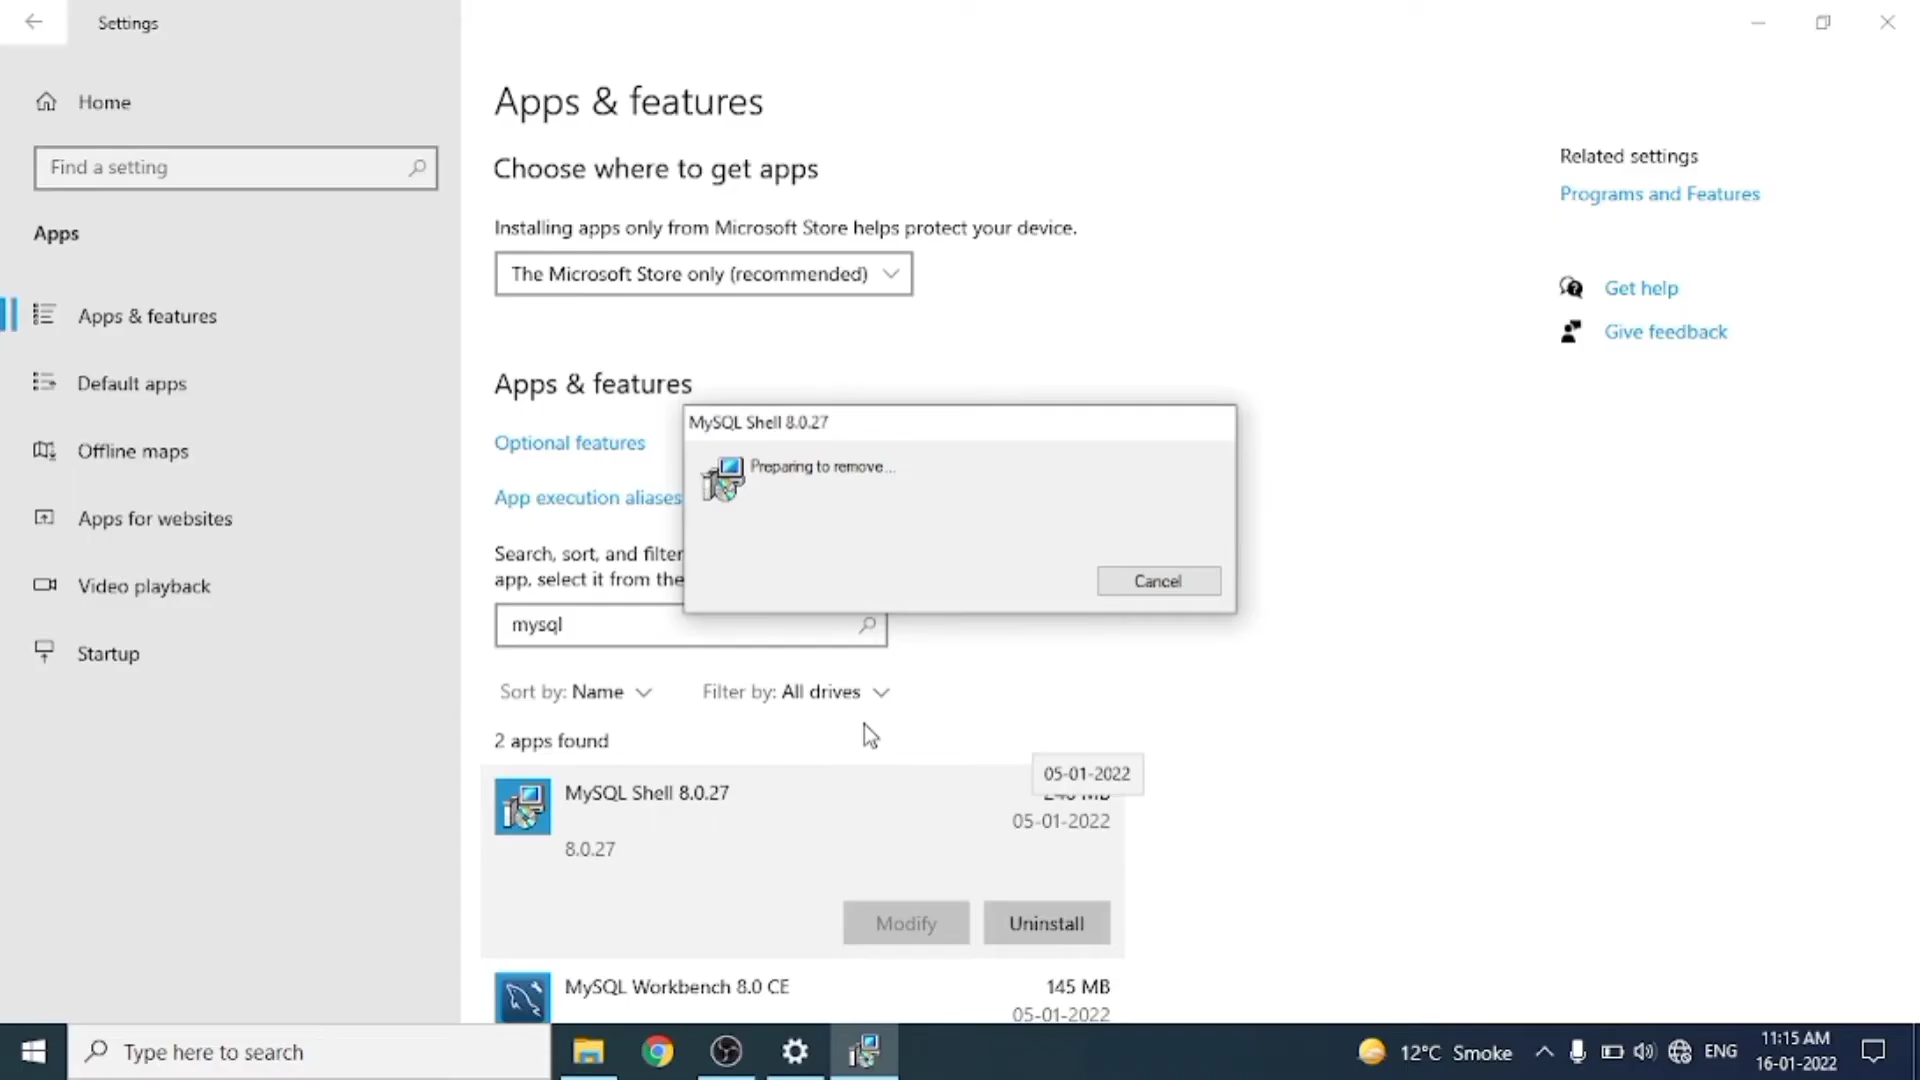 Settings
Home
Find a setting
Apps
Apps & features
Default apps
Offline maps
Apps for websites
Video playback
Startup
Apps & features
Choose where to get apps
Installing apps only from Microsoft Store helps protect your device.
The Microsoft Store only (recommended)
Apps & features
Optional features
App execution aliases
Search, sort, and filter
app, select it from the
mysql
Sort by: Name
Filter by: All drives
2 apps found
MySQL Shell 8.0.27
05-01-2022
8.0.27
Modify
Uninstall
MySQL Workbench 8.0 CE
145 MB
05-01-2022
05-01-2022
MySQL Shell 8.0.27
Preparing to remove...
Cancel
Related settings
Programs and Features
Get help
Give feedback
Type here to search
12°C Smoke
ENG
11:15 AM
16-01-2022